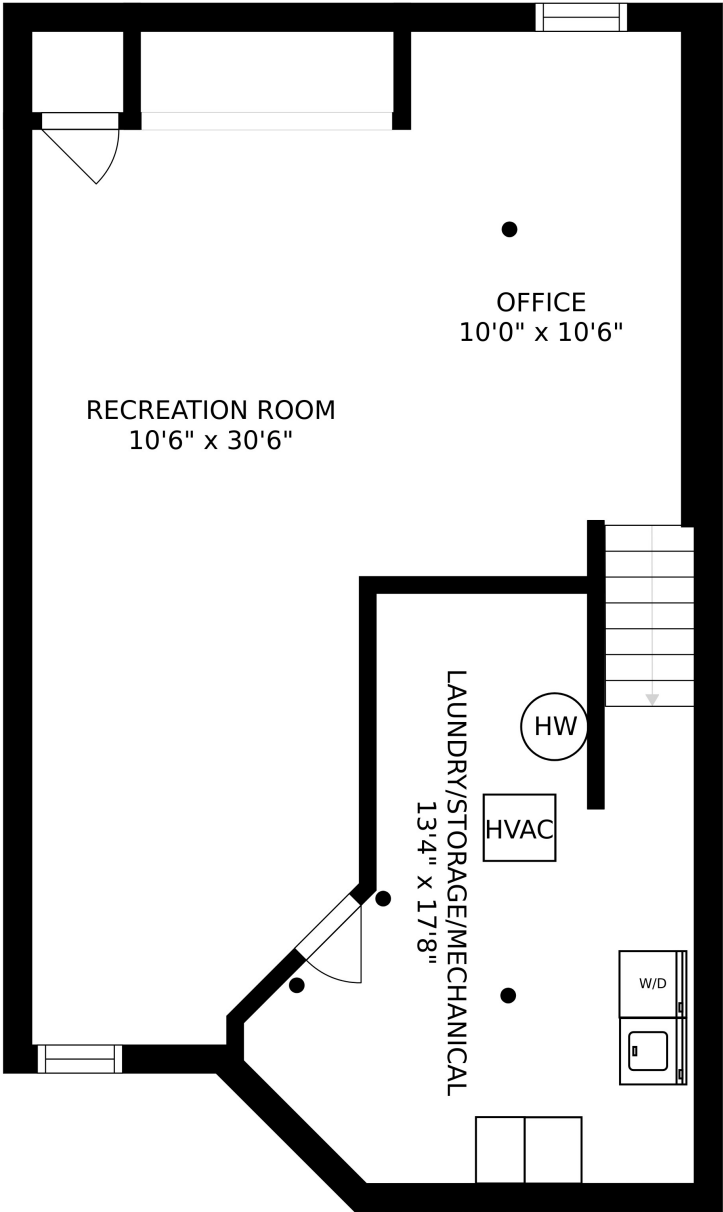 OFFICE
10'0" x 10'6"
RECREATION ROOM
10'6" x 30'6"
LAUNDRY/STORAGE/MECHANICAL
13'4" x 17'8"
HW
HVAC
W/D